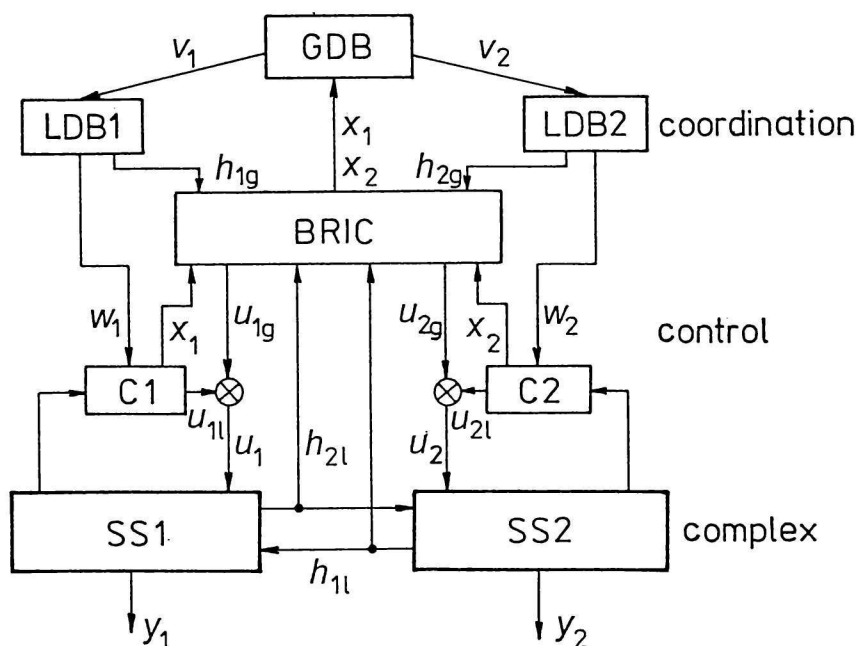 GDB
v₁
v₂
LDB1
LDB2
coordination
x₁
x₂
h₁g
h₂g
BRIC
w₁
x₁
u₁g
u₂g
x₂
w₂
control
C1
C2
u₁l
u₁
h₂l
u₂
u₂l
SS1
SS2
complex
h₁l
y₁
y₂